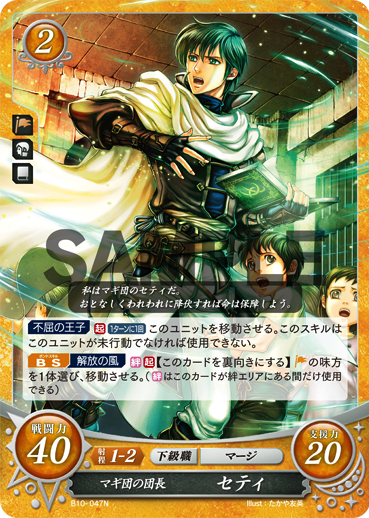 2
SAMPLE
私はマギ団のセティだ。
おとなしくわれわれに降伏すれば命は保障しよう。
不屈の王子 起 1ターンに1回 このユニットを移動させる。このスキルは
このユニットが未行動でなければ使用できない。
ボンドスキル
BS 解放の風 絆 起 【このカードを裏向きにする】 の味方
を1体選び、移動させる。(絆はこのカードが絆エリアにある間だけ使用
できる)
戦闘力
40
射程 1-2 下級職 マージ
支援力
20
マギ団の団長 セティ
B10-047N
Illust:たかや友美